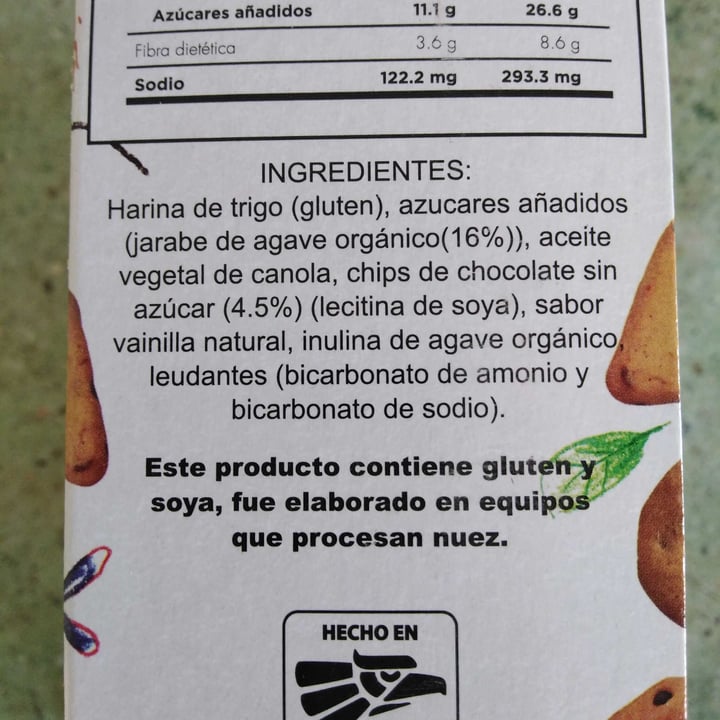 Azúcares añadidos 11.1 g 26.6 g
Fibra dietética 3.6 g 8.6 g
Sodio 122.2 mg 293.3 mg
INGREDIENTES:
Harina de trigo (gluten), azucares añadidos
(jarabe de agave orgánico(16%)), aceite
vegetal de canola, chips de chocolate sin
azúcar (4.5%) (lecitina de soya), sabor
vainilla natural, inulina de agave orgánico,
leudantes (bicarbonato de amonio y
bicarbonato de sodio).
Este producto contiene gluten y
soya, fue elaborado en equipos
que procesan nuez.
HECHO EN